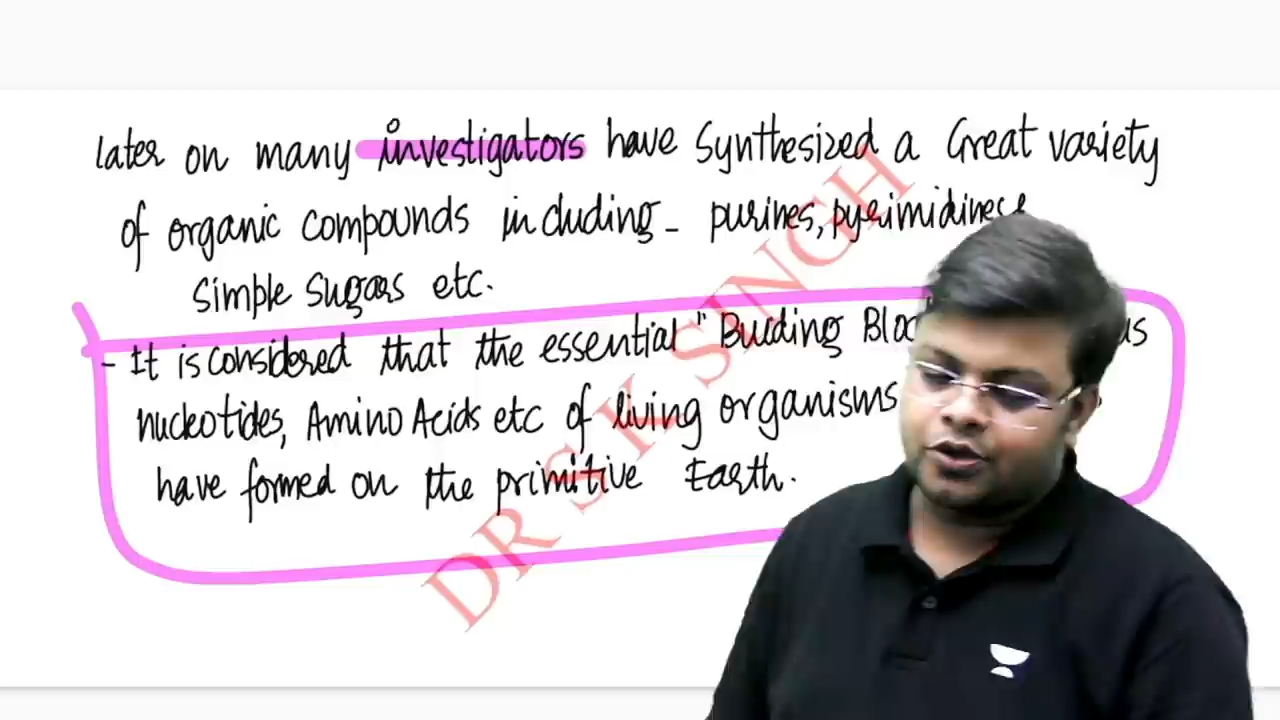 later on many investigators have synthesized a Great variety
of organic compounds including - purines, pyrimidines &
simple sugars etc.
- It is considered that the essential " Building us
nucleotides, Amino Acids etc of living organisms
have formed on the primitive Earth.
DR S K SINGH